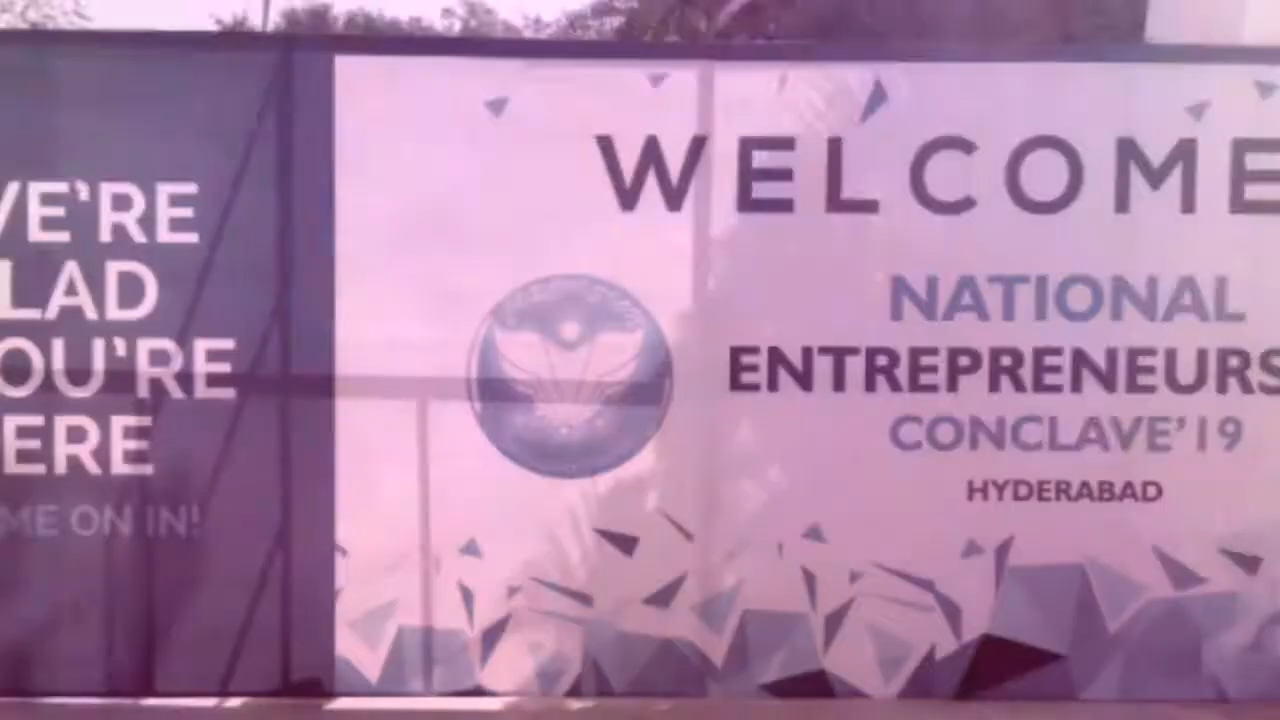 VE'RE
LAD
OU'RE
ERE
ME ON IN!
WELCOME
NATIONAL
ENTREPRENEURS
CONCLAVE'19
HYDERABAD